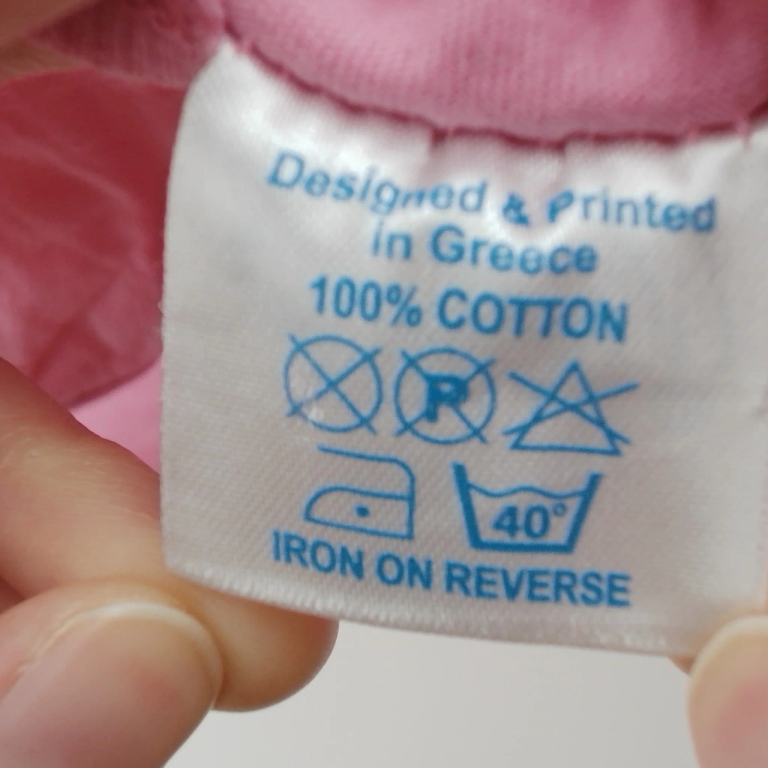 Designed & Printed
in Greece
100% COTTON
P
40°
IRON ON REVERSE